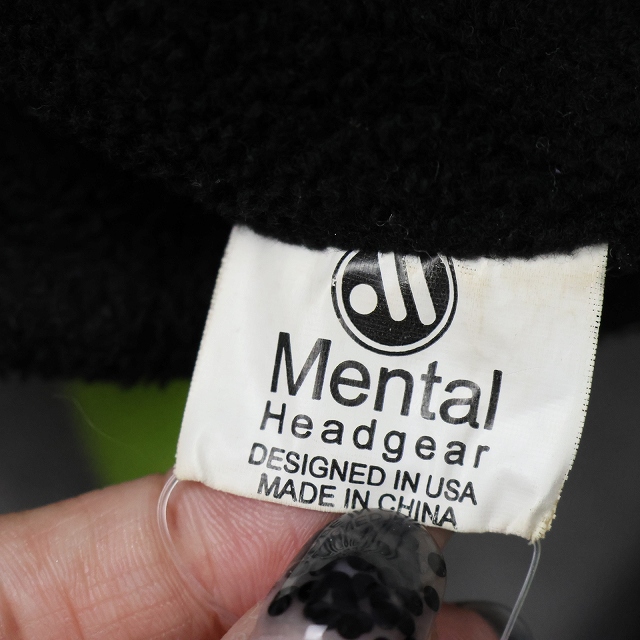 Mental
Headgear
DESIGNED IN USA
MADE IN CHINA